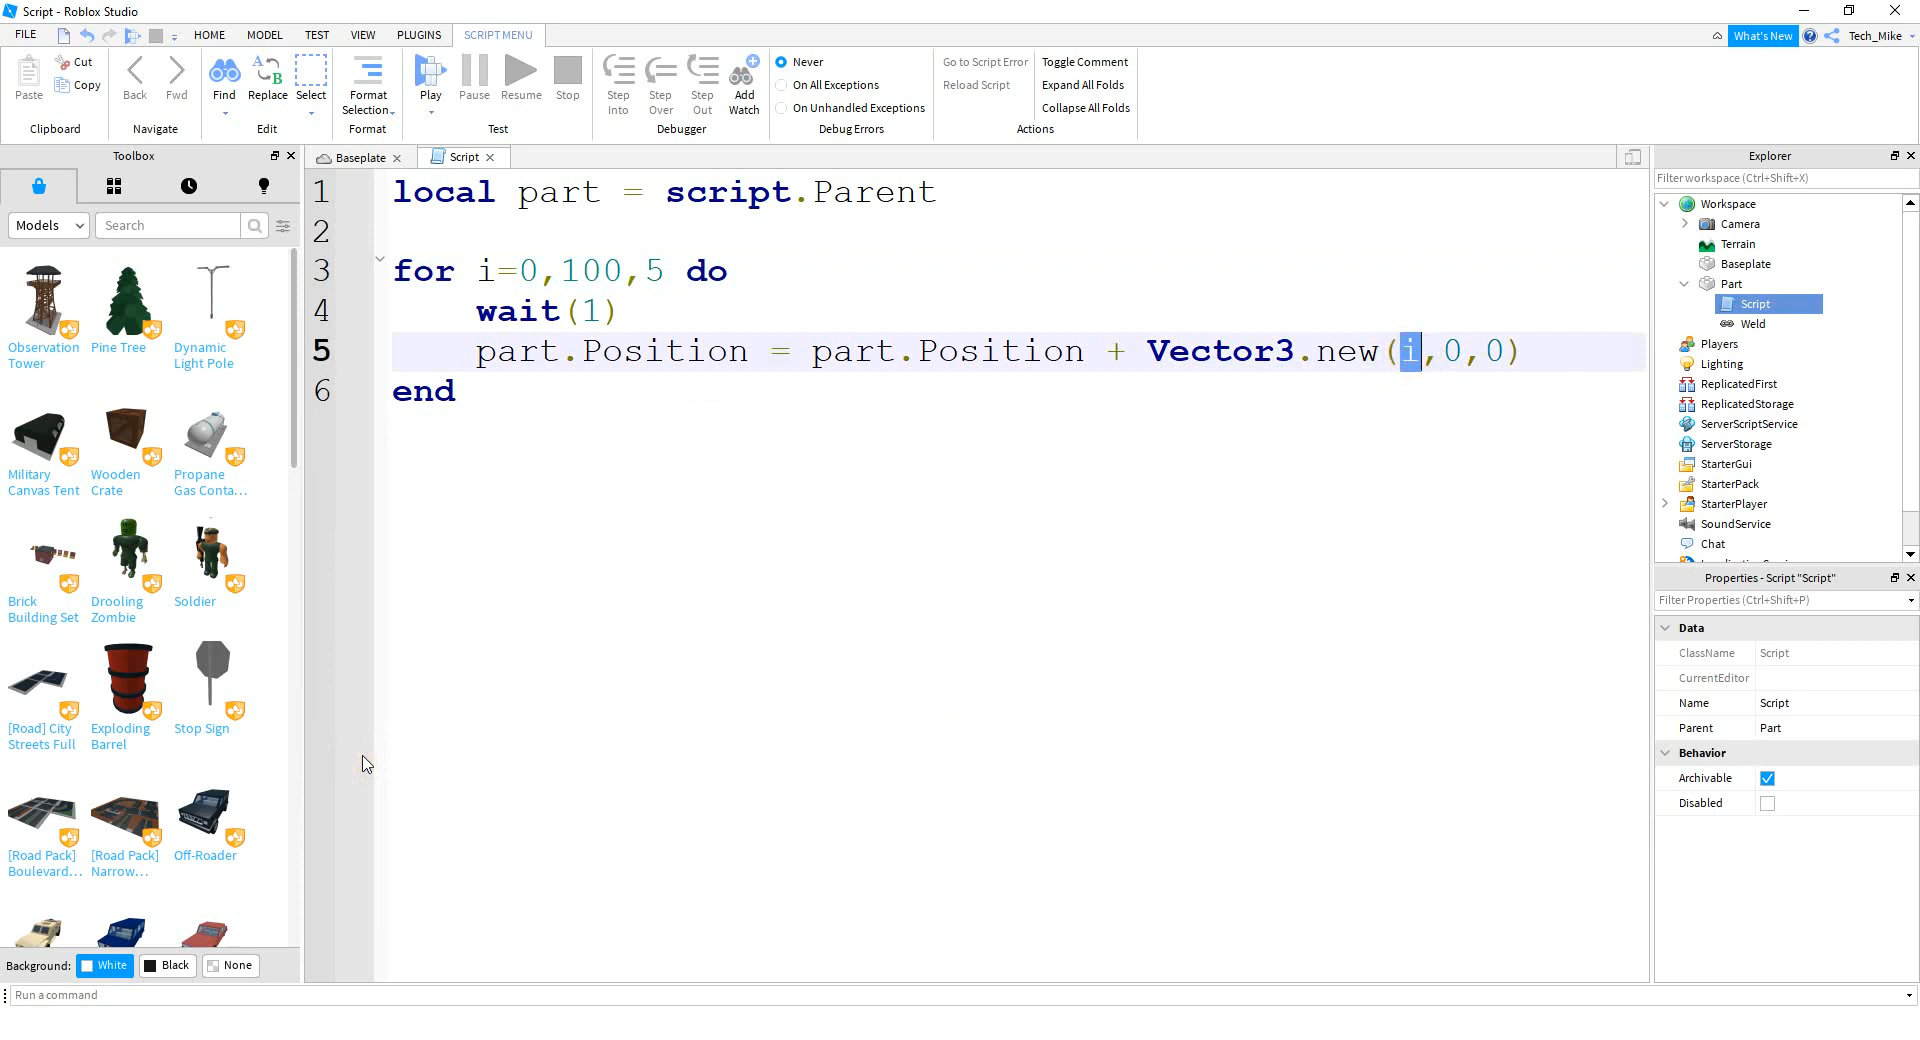 Script - Roblox Studio
FILE HOME MODEL TEST VIEW PLUGINS SCRIPT MENU What's New Tech_Mike
Paste Cut Copy
Clipboard
Back Fwd
Navigate
Find Replace Select
Edit
Format Selection
Format
Play Pause Resume Stop
Test
Step Into Step Over Step Out Add Watch
Debugger
Never
On All Exceptions
On Unhandled Exceptions
Debug Errors
Go to Script Error
Reload Script
Toggle Comment
Expand All Folds
Collapse All Folds
Actions
Toolbox
Models Search
Observation Tower
Pine Tree
Dynamic Light Pole
Military Canvas Tent
Wooden Crate
Propane Gas Conta...
Brick Building Set
Drooling Zombie
Soldier
[Road] City Streets Full
Exploding Barrel
Stop Sign
[Road Pack] Boulevard...
[Road Pack] Narrow...
Off-Roader
Background: White Black None
Run a command
Baseplate Script
1 local part = script.Parent
2
3 for i=0,100,5 do
4 wait(1)
5 part.Position = part.Position + Vector3.new(i,0,0)
6 end
Explorer
Filter workspace (Ctrl+Shift+X)
Workspace
Camera
Terrain
Baseplate
Part
Script
Weld
Players
Lighting
ReplicatedFirst
ReplicatedStorage
ServerScriptService
ServerStorage
StarterGui
StarterPack
StarterPlayer
SoundService
Chat
Properties - Script "Script"
Filter Properties (Ctrl+Shift+P)
Data
ClassName Script
CurrentEditor
Name Script
Parent Part
Behavior
Archivable
Disabled